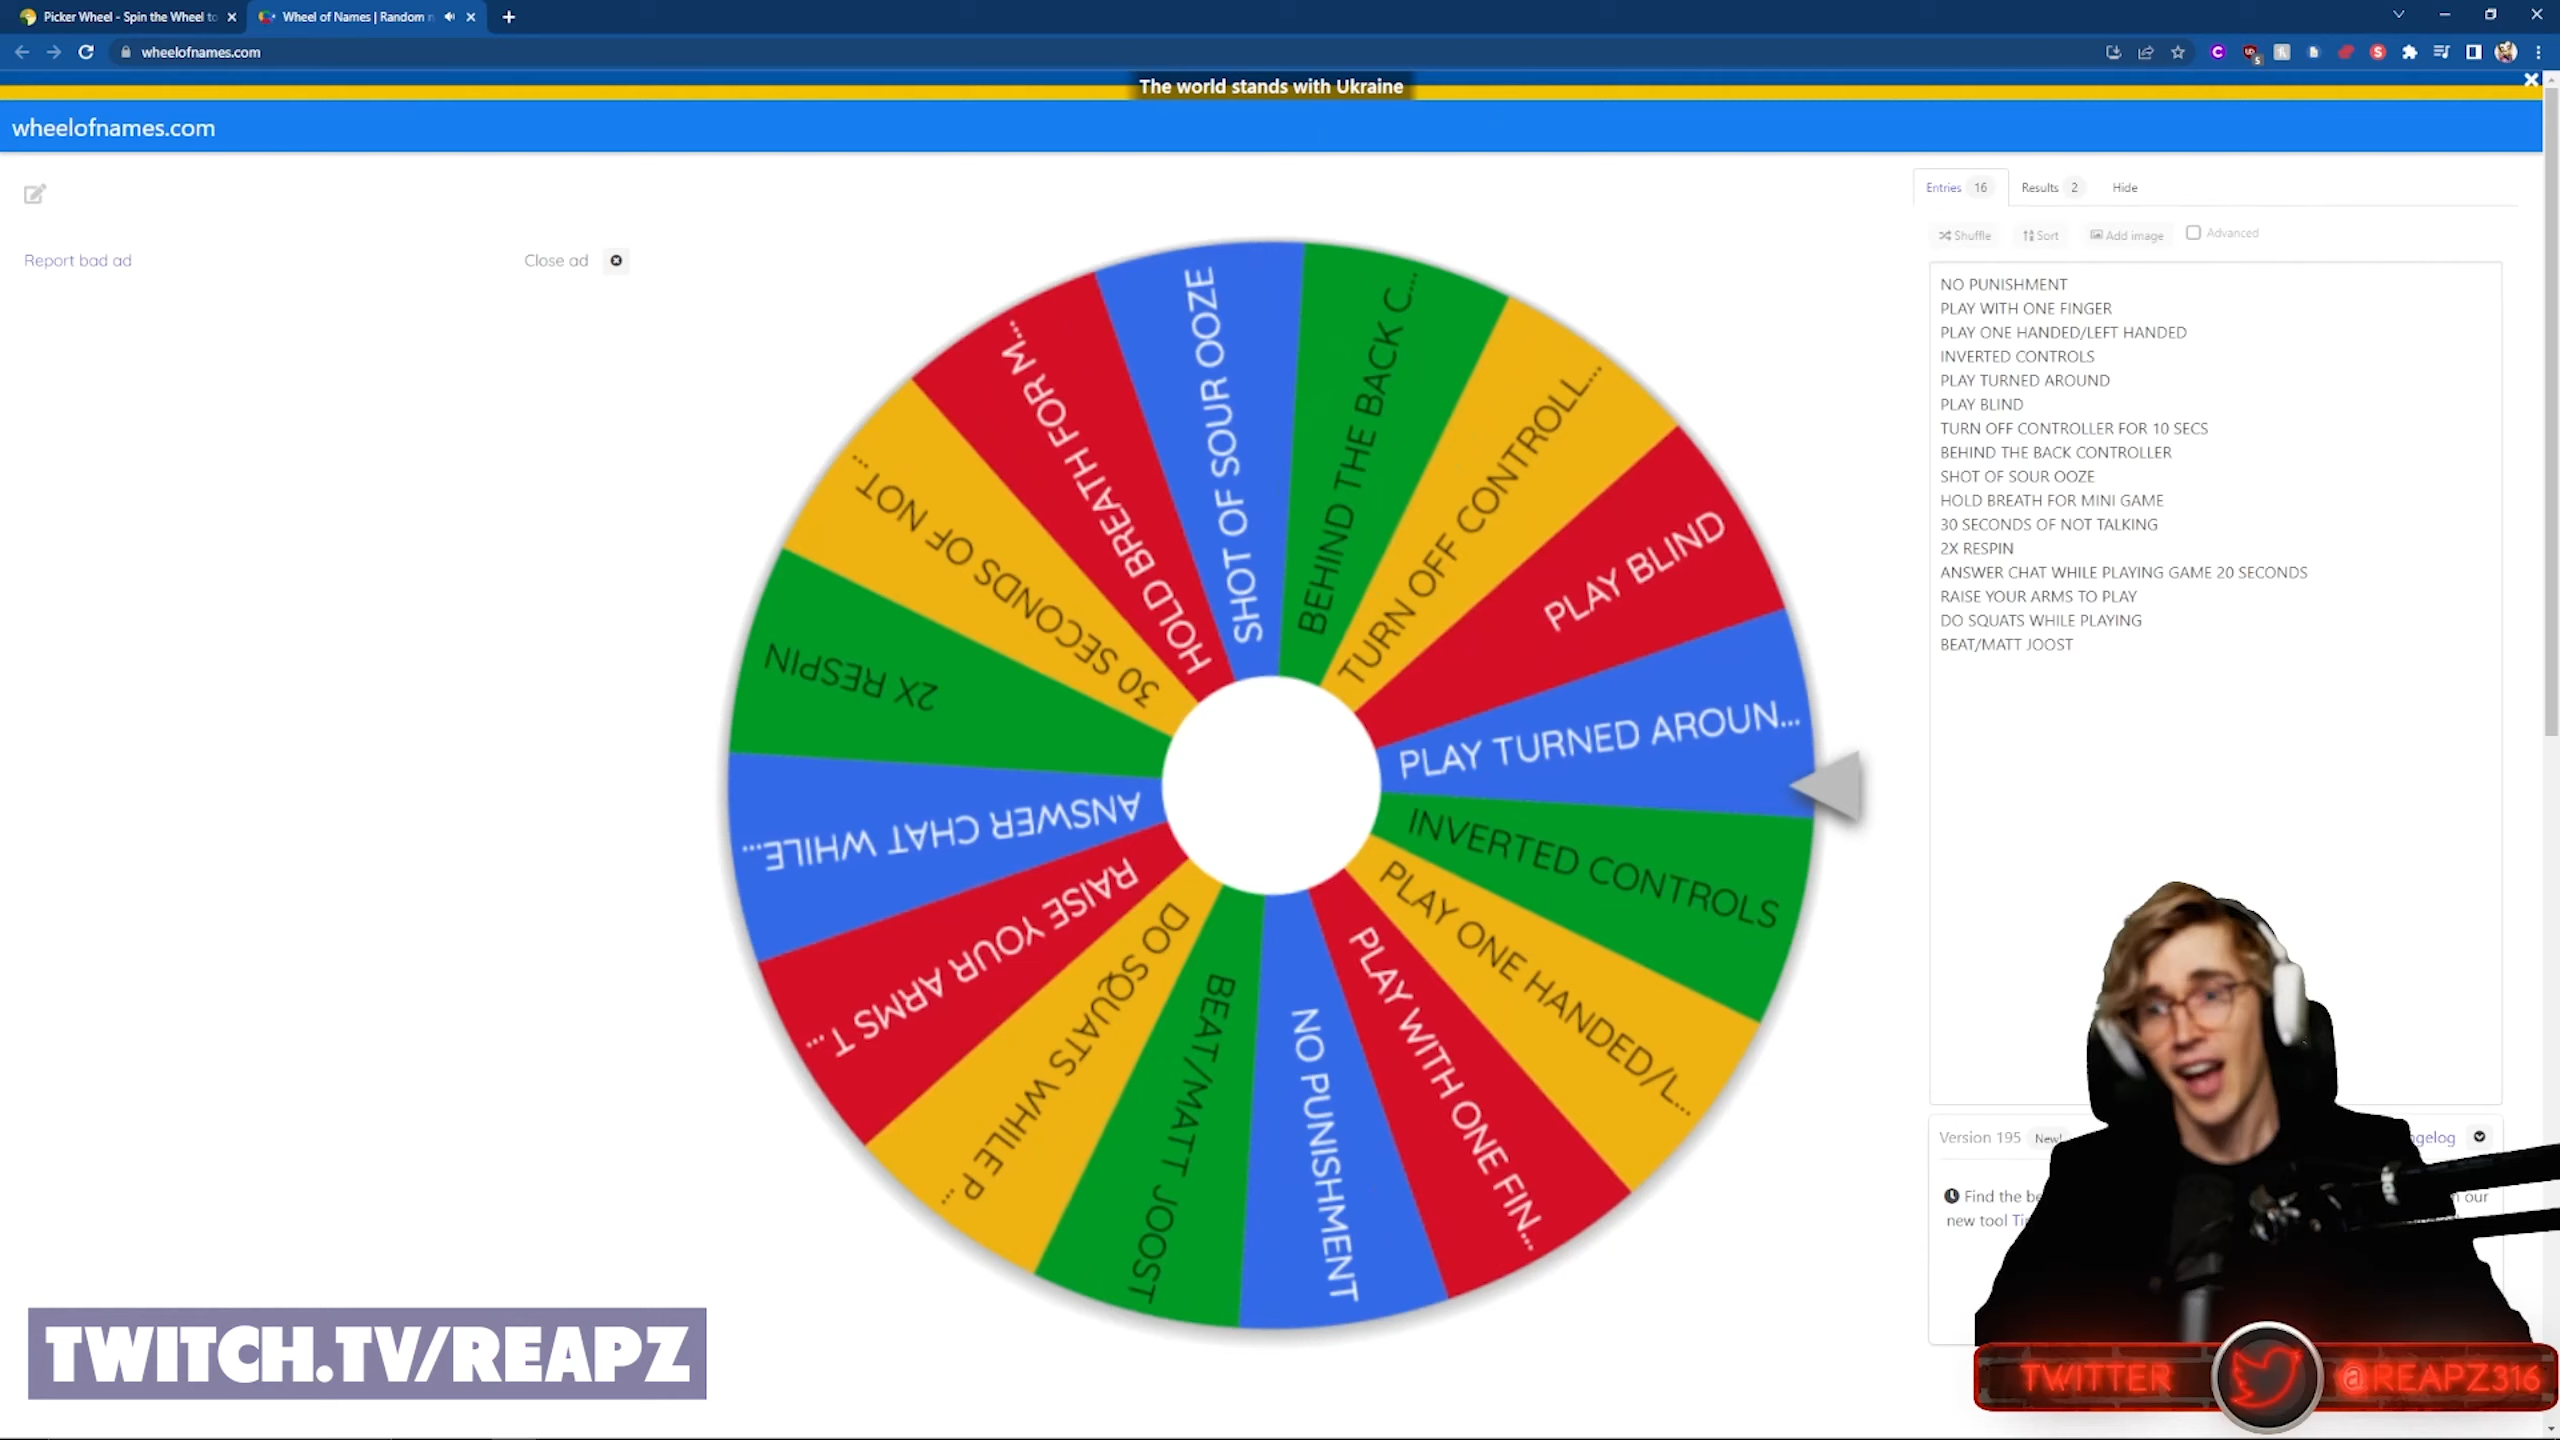 Picker Wheel - Spin the Wheel to
Wheel of Names | Random n
wheelofnames.com
The world stands with Ukraine
wheelofnames.com
Report bad ad
Close ad
Entries 16
Results 2
Hide
Shuffle
Sort
Add image
Advanced
NO PUNISHMENT
PLAY WITH ONE FINGER
PLAY ONE HANDED/LEFT HANDED
INVERTED CONTROLS
PLAY TURNED AROUND
PLAY BLIND
TURN OFF CONTROLLER FOR 10 SECS
BEHIND THE BACK CONTROLLER
SHOT OF SOUR OOZE
HOLD BREATH FOR MINI GAME
30 SECONDS OF NOT TALKING
2X RESPIN
ANSWER CHAT WHILE PLAYING GAME 20 SECONDS
RAISE YOUR ARMS TO PLAY
DO SQUATS WHILE PLAYING
BEAT/MATT JOOST
SHOT OF SOUR OOZE
BEHIND THE BACK C...
TURN OFF CONTROLL...
PLAY BLIND
PLAY TURNED AROUN...
INVERTED CONTROLS
PLAY ONE HANDED/L...
PLAY WITH ONE FIN...
NO PUNISHMENT
BEAT/MATT JOOST
DO SQUATS WHILE P...
RAISE YOUR ARMS T...
ANSWER CHAT WHILE...
2X RESPIN
30 SECONDS OF NOT...
HOLD BREATH FOR M...
Version 195 New!
Find the be
our
new tool
TWITCH.TV/REAPZ
TWITTER @REAPZ316